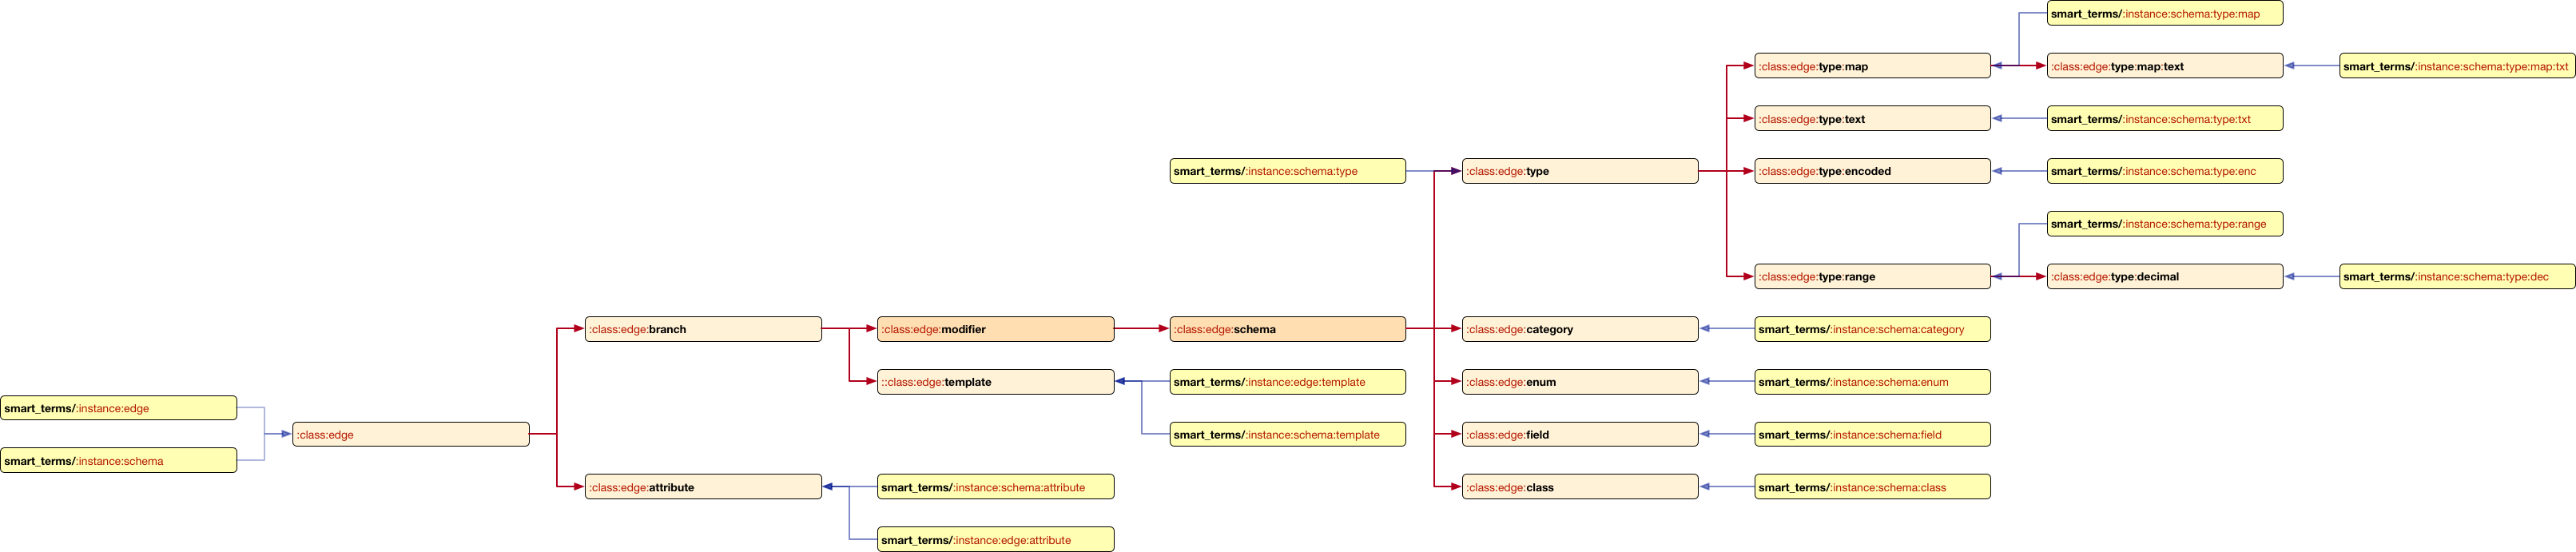 smart_terms/:instance:schema:type:map
:class:edge:type:map
:class:edge:type:map:text
smart_terms/:instance:schema:type:map:txt
:class:edge:type:text
smart_terms/:instance:schema:type:txt
smart_terms/:instance:schema:type
:class:edge:type
:class:edge:type:encoded
smart_terms/:instance:schema:type:enc
smart_terms/:instance:schema:type:range
:class:edge:type:range
:class:edge:type:decimal
smart_terms/:instance:schema:type:dec
:class:edge:branch
:class:edge:modifier
:class:edge:schema
:class:edge:category
smart_terms/:instance:schema:category
::class:edge:template
smart_terms/:instance:edge:template
:class:edge:enum
smart_terms/:instance:schema:enum
smart_terms/:instance:edge
:class:edge
smart_terms/:instance:schema:template
:class:edge:field
smart_terms/:instance:schema:field
smart_terms/:instance:schema
:class:edge:attribute
smart_terms/:instance:schema:attribute
:class:edge:class
smart_terms/:instance:schema:class
smart_terms/:instance:edge:attribute